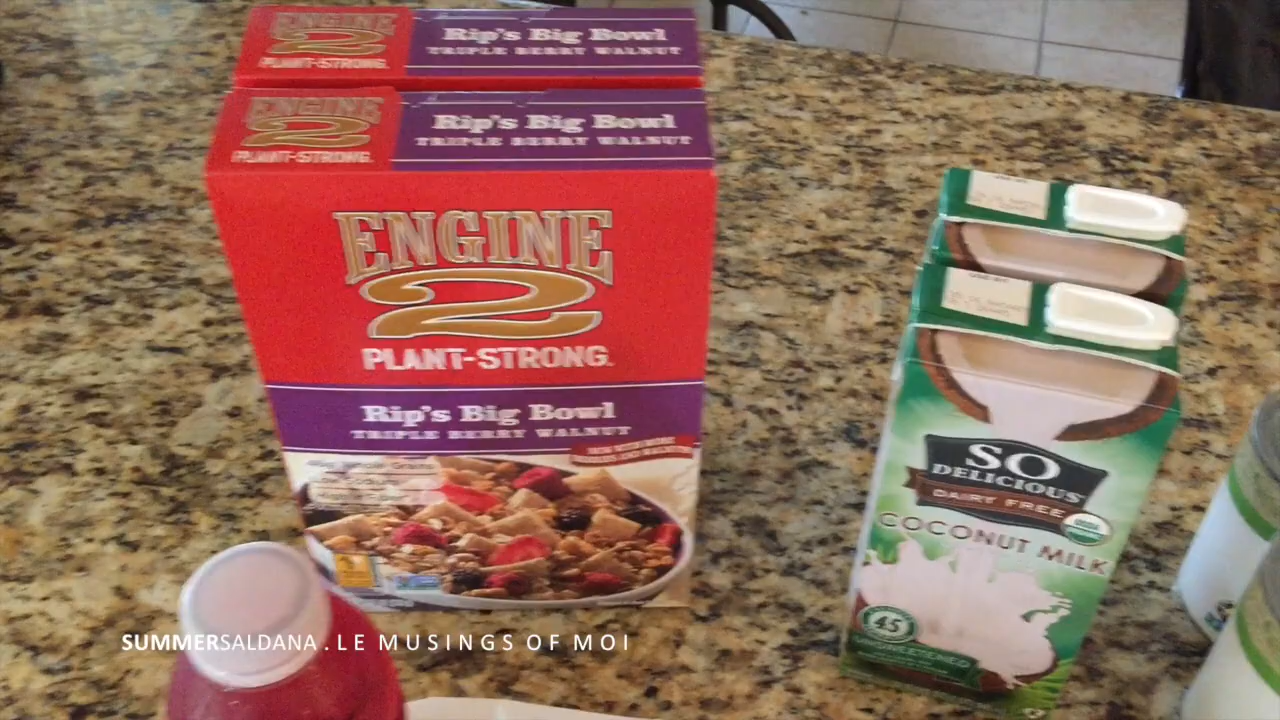 ENGINE
2
PLANT-STRONG.
Rip's Big Bowl
TRIPLE BERRY WALNUT
ENGINE
2
PLANT-STRONG.
Rip's Big Bowl
TRIPLE BERRY WALNUT
ENGINE
2
PLANT-STRONG.
Rip's Big Bowl
TRIPLE BERRY WALNUT
SO
DELICIOUS
DAIRY FREE
USDA
COCONUT MILK
45
UNSWEETENED
SUMMERSALDANA.LE MUSINGS OF MOI